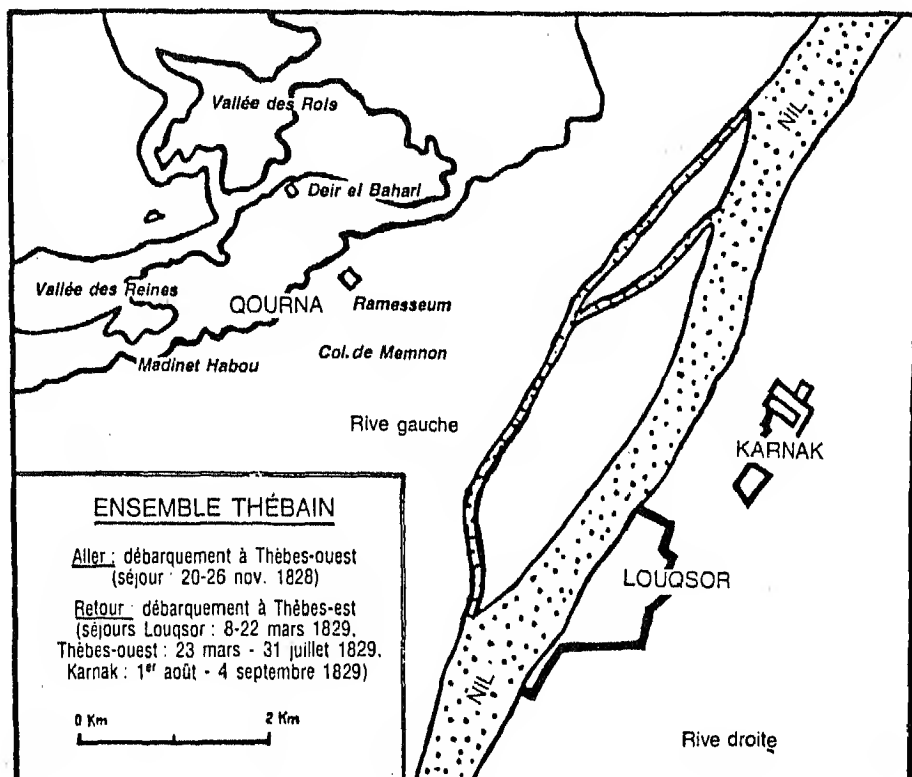 Vallée des Rois
Deir el Bahari
Vallée des Reines
QOURNA
Ramesseum
Madinet Habou
Col. de Memnon
Rive gauche
NIL
KARNAK
LOUQSOR
NIL
Rive droite
ENSEMBLE THÉBAIN
Aller : débarquement à Thèbes-ouest
(séjour : 20-26 nov. 1828)
Retour : débarquement à Thèbes-est
(séjours Louqsor : 8-22 mars 1829,
Thèbes-ouest : 23 mars - 31 juillet 1829.
Karnak : 1er août - 4 septembre 1829)
0 Km 2 Km